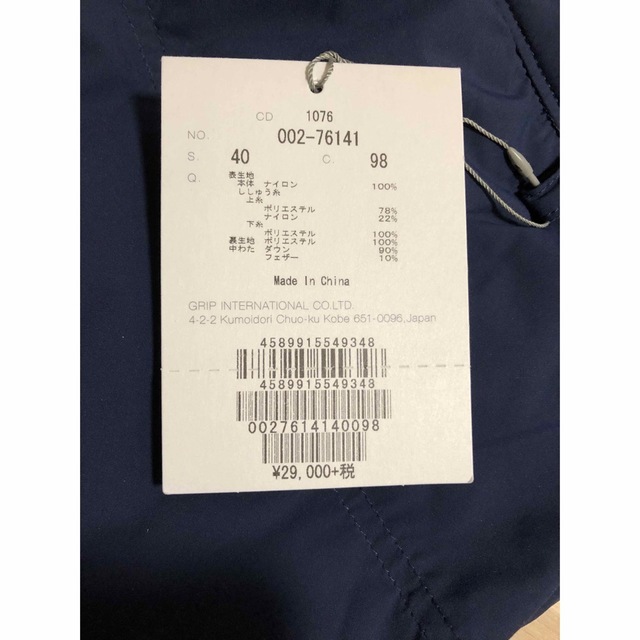 CD 1076
NO. 002-76141
S. 40 C. 98
Q. 表生地
本体 ナイロン 100%
ししゅう糸
上糸
ポリエステル 78%
ナイロン 22%
下糸
ポリエステル 100%
裏生地 ポリエステル 100%
中わた ダウン 90%
フェザー 10%
Made In China
GRIP INTERNATIONAL CO.LTD.
4-2-2 Kumoidori Chuo-ku Kobe 651-0096,Japan
4589915549348
4589915549348
0027614140098
¥29,000+税